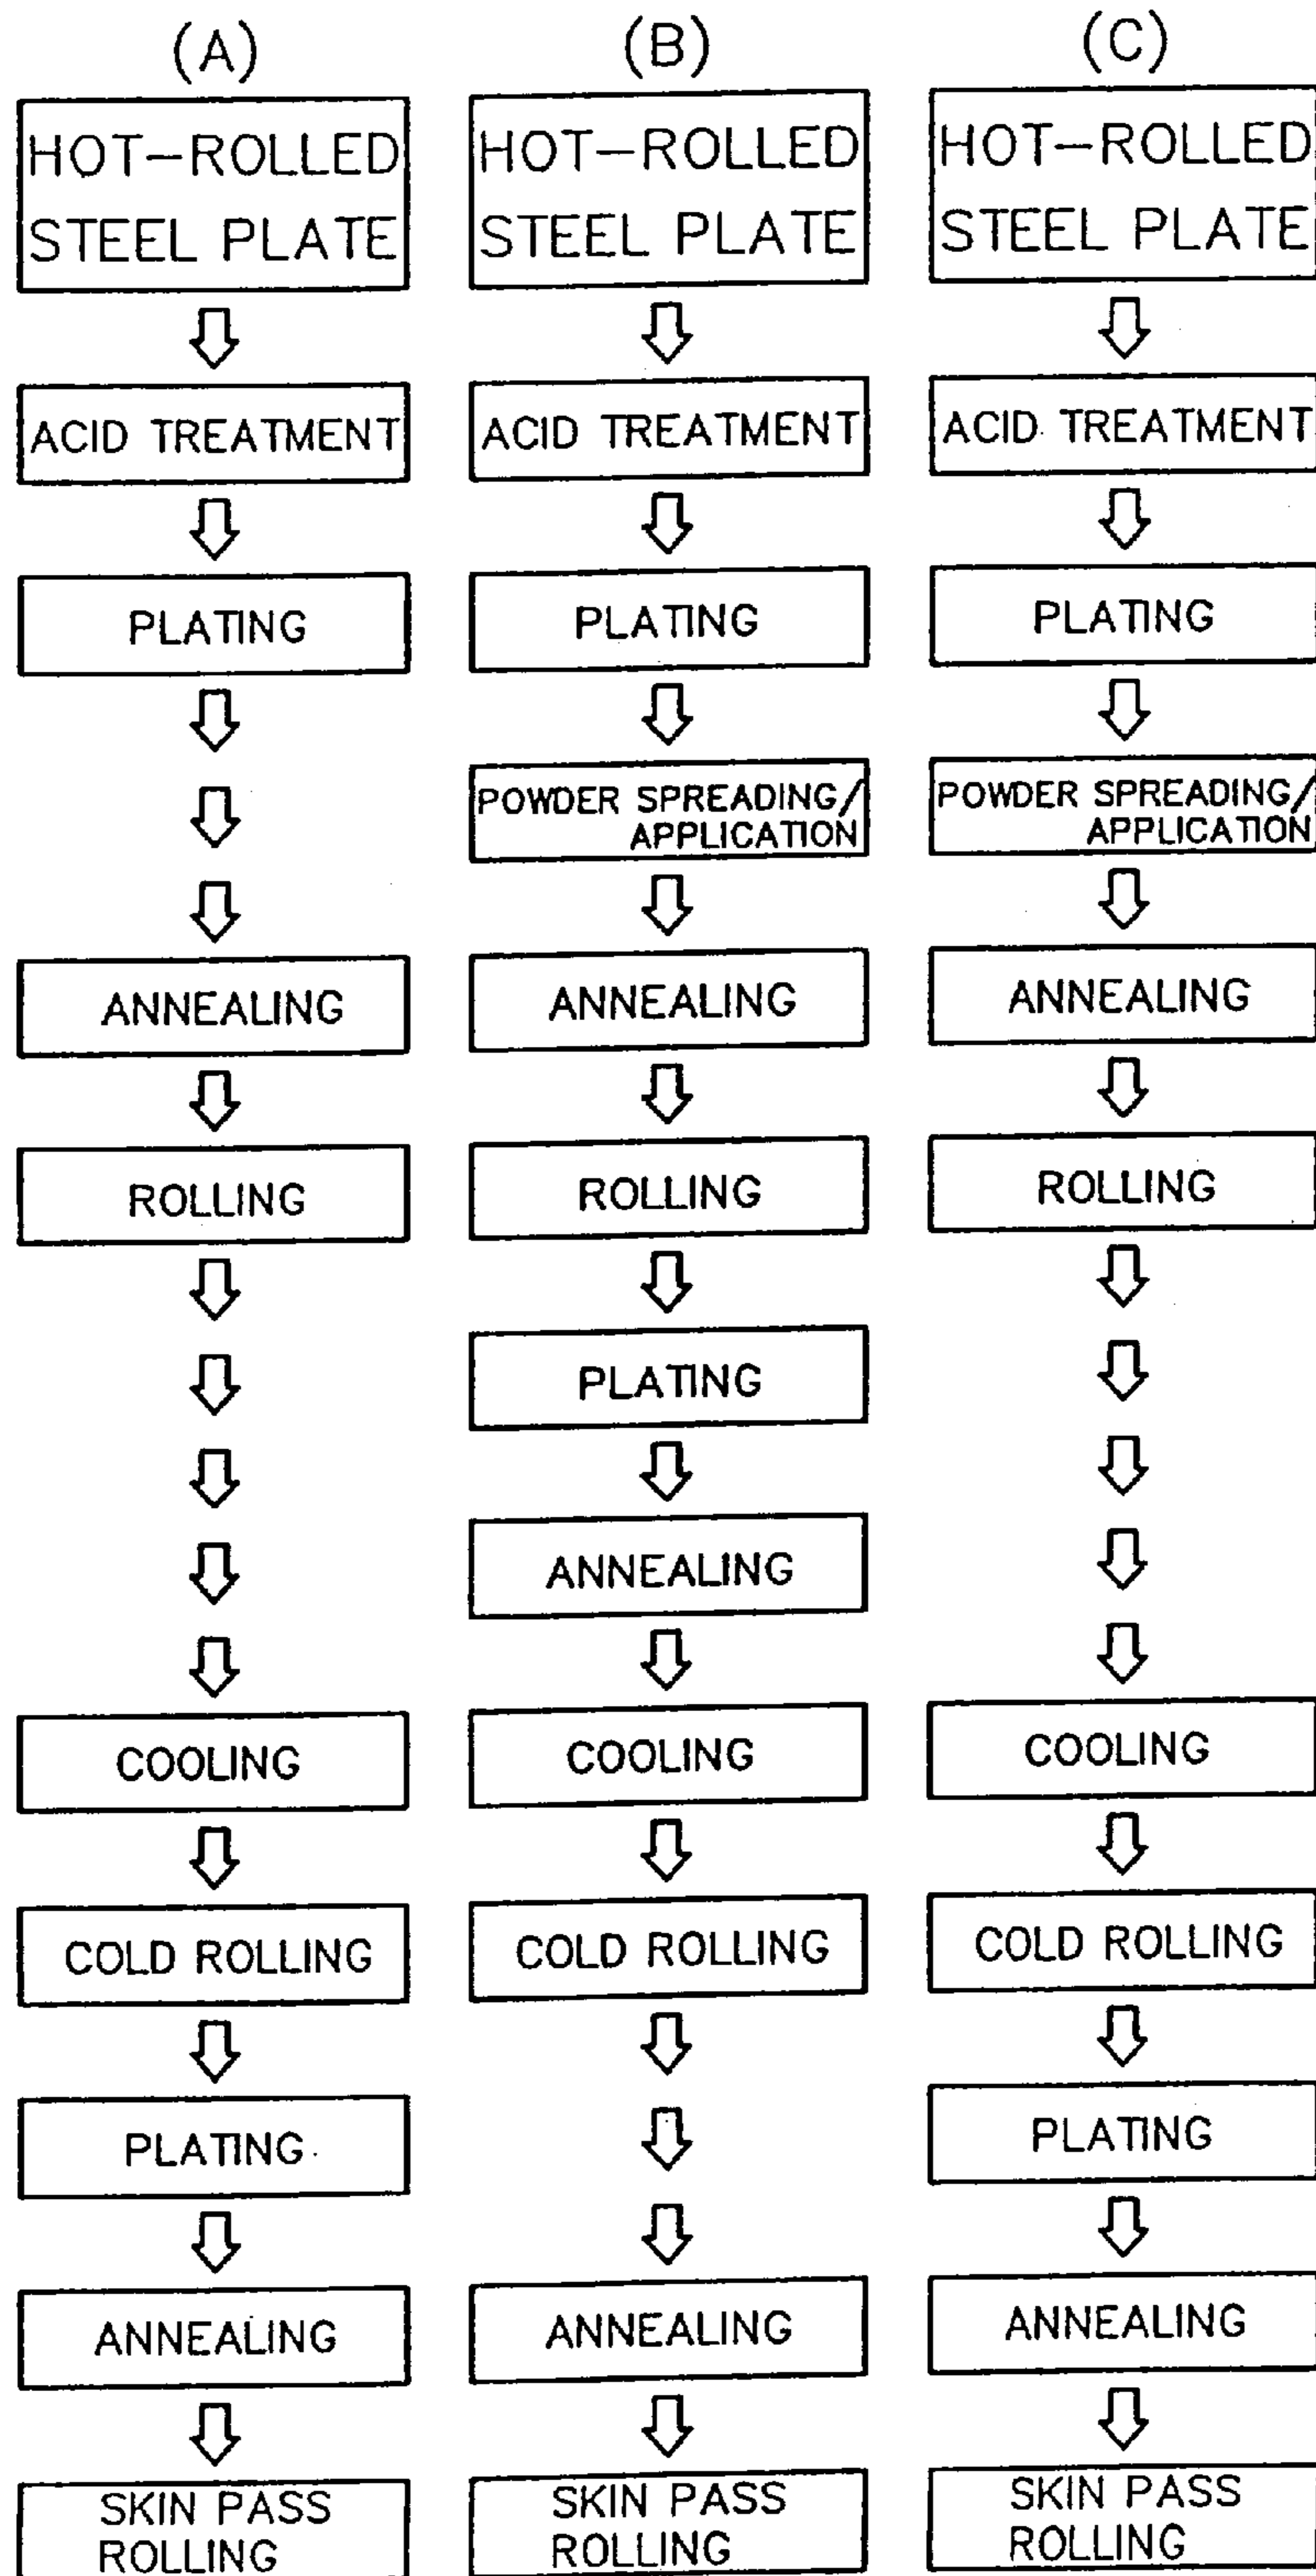 (A)
HOT-ROLLED
STEEL PLATE
ACID TREATMENT
PLATING
ANNEALING
ROLLING
COOLING
COLD ROLLING
PLATING
ANNEALING
SKIN PASS
ROLLING
(B)
HOT-ROLLED
STEEL PLATE
ACID TREATMENT
PLATING
POWDER SPREADING/
APPLICATION
ANNEALING
ROLLING
PLATING
ANNEALING
COOLING
COLD ROLLING
ANNEALING
SKIN PASS
ROLLING
(C)
HOT-ROLLED
STEEL PLATE
ACID TREATMENT
PLATING
POWDER SPREADING/
APPLICATION
ANNEALING
ROLLING
COOLING
COLD ROLLING
PLATING
ANNEALING
SKIN PASS
ROLLING